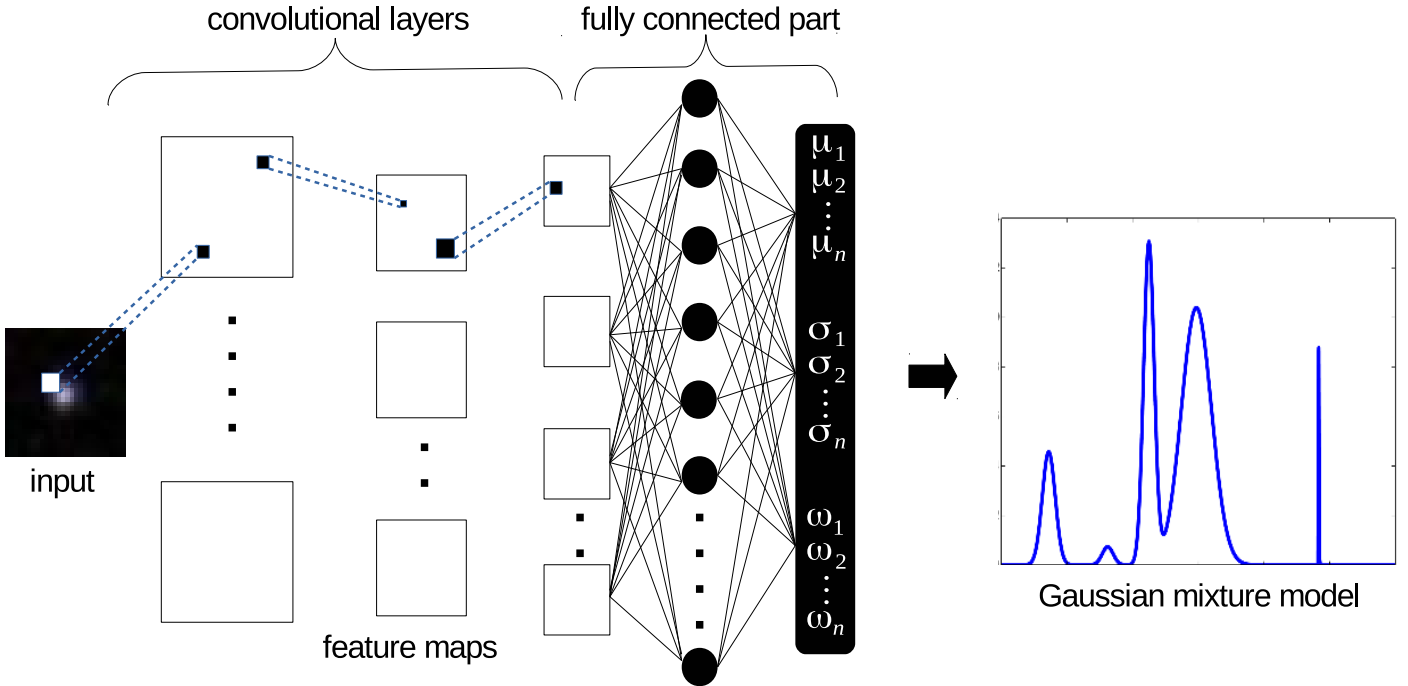 convolutional layers
fully connected part
μ1
μ2
μn
σ1
σ2
σn
ω1
ω2
ωn
input
feature maps
Gaussian mixture model